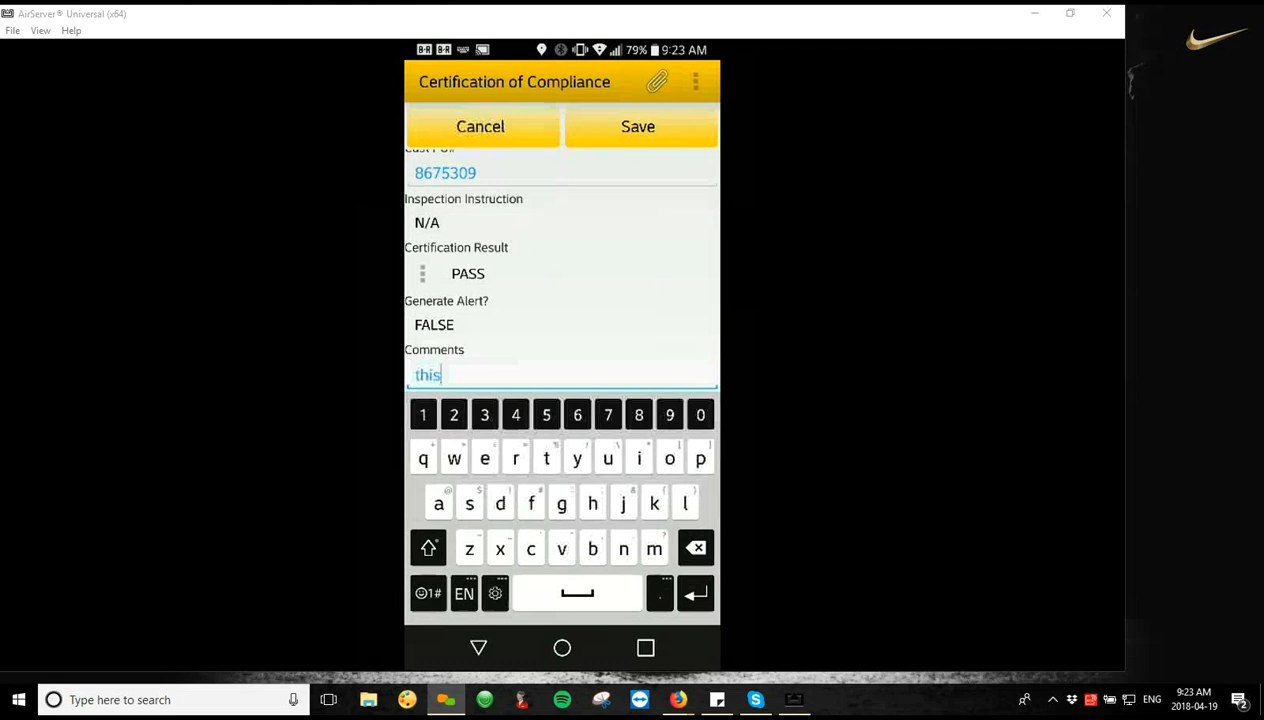 AirServer® Universal (x64)
File View Help
B·R B·R 79% 9:23 AM
Certification of Compliance
Cancel Save
8675309
Inspection Instruction
N/A
Certification Result
PASS
Generate Alert?
FALSE
Comments
this
1 2 3 4 5 6 7 8 9 0
q w e r t y u i o p
a s d f g h j k l
z x c v b n m
1# EN .
Type here to search
ENG
9:23 AM
2018-04-19
2